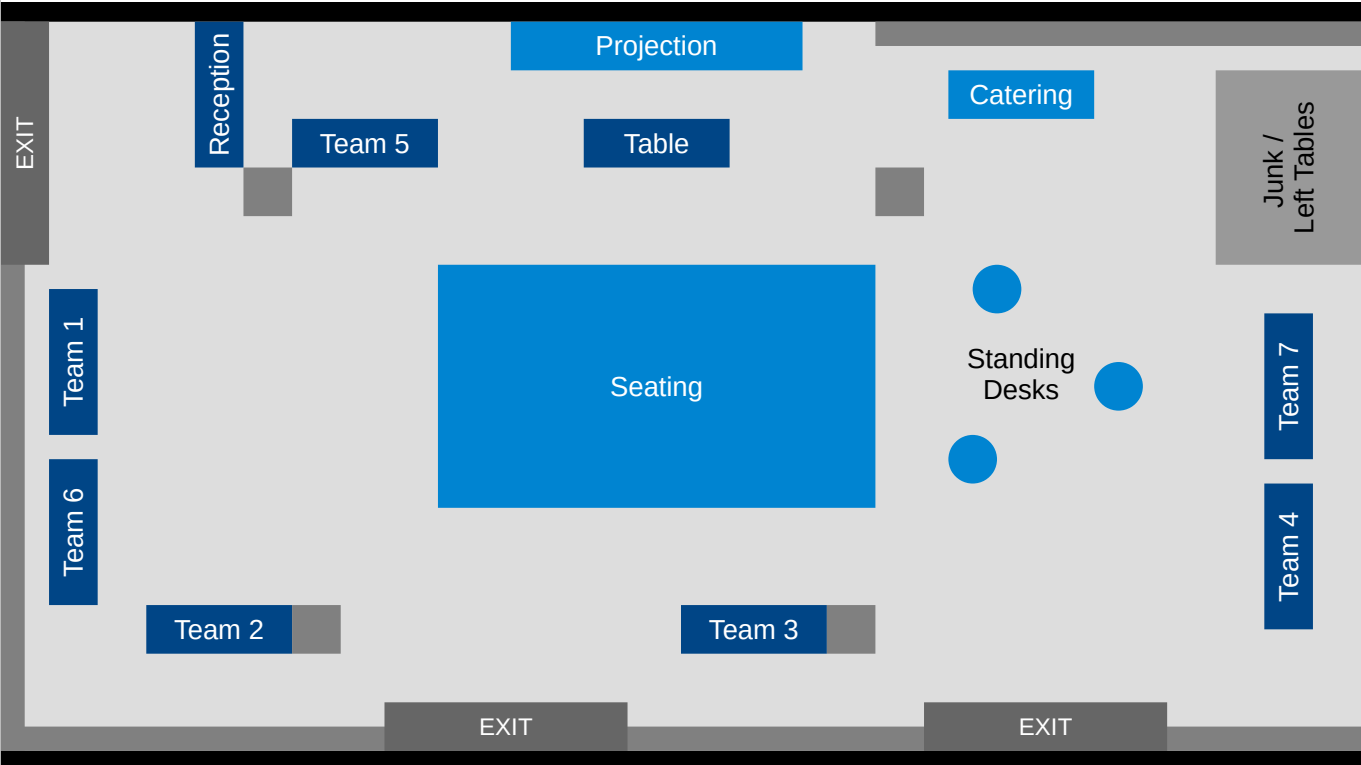 Projection
Reception
Catering
EXIT
Team 5
Table
Junk /
Left Tables
Team 1
Seating
Standing
Desks
Team 7
Team 6
Team 4
Team 2
Team 3
EXIT
EXIT